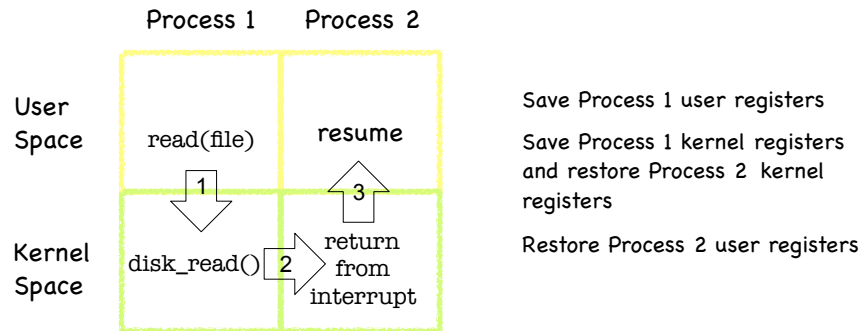 Process 1 Process 2
User
Space
read(file)
resume
1
3
Kernel
Space
disk_read()
2
return
from
interrupt
Save Process 1 user registers
Save Process 1 kernel registers
and restore Process 2 kernel
registers
Restore Process 2 user registers